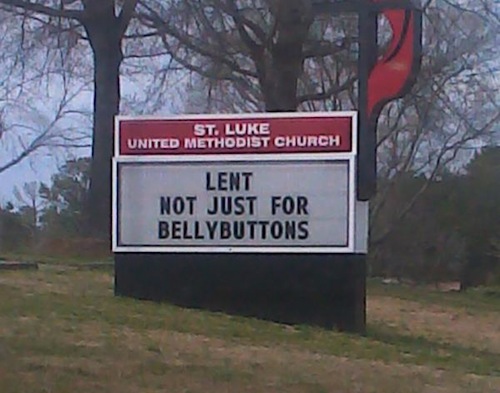 ST. LUKE
UNITED METHODIST CHURCH
LENT
NOT JUST FOR
BELLYBUTTONS